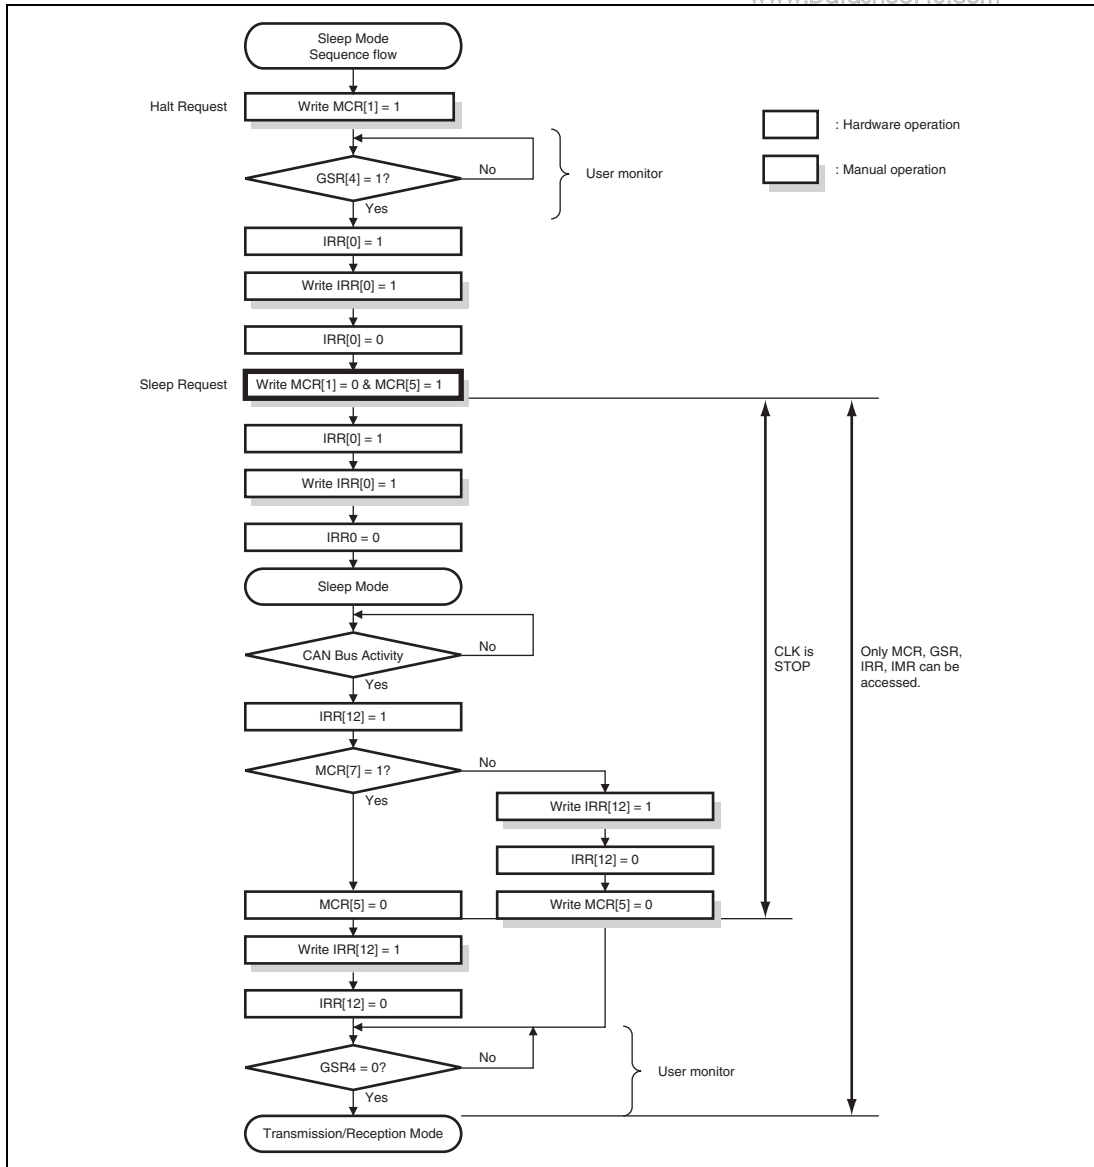 Sleep Mode
Sequence flow
Halt Request
Write MCR[1] = 1
: Hardware operation
GSR[4] = 1?
No
User monitor
: Manual operation
Yes
IRR[0] = 1
Write IRR[0] = 1
IRR[0] = 0
Sleep Request
Write MCR[1] = 0 & MCR[5] = 1
IRR[0] = 1
Write IRR[0] = 1
IRR0 = 0
Sleep Mode
CAN Bus Activity
No
Yes
CLK is
STOP
Only MCR, GSR,
IRR, IMR can be
accessed.
IRR[12] = 1
MCR[7] = 1?
No
Yes
Write IRR[12] = 1
IRR[12] = 0
MCR[5] = 0
Write MCR[5] = 0
Write IRR[12] = 1
IRR[12] = 0
GSR4 = 0?
No
User monitor
Yes
Transmission/Reception Mode